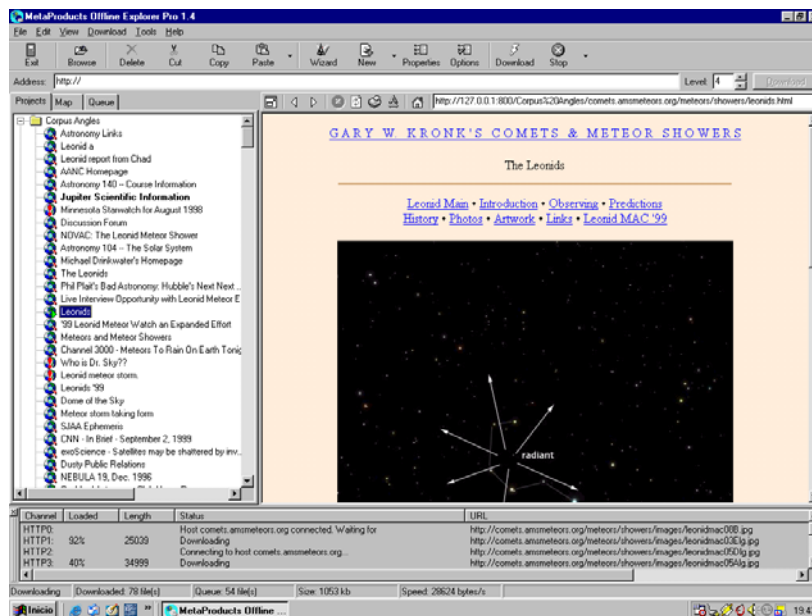 MetaProducts Offline Explorer Pro 1.4
File Edit View Download Tools Help
Exit Browse Delete Cut Copy Paste Wizard New Properties Options Download Stop
Address: http:// Level: 4 Download
Projects Map Queue
http://127.0.0.1:800/Corpus%20Angles/comets.amsmeteors.org/meteors/showers/leonids.html
Corpus Angles
Astronomy Links
Leonid a
Leonid report from Chad
AANC Homepage
Astronomy 140 – Course Information
Jupiter Scientific Information
Minnesota Starwatch for August 1998
Discussion Forum
NOVAC: The Leonid Meteor Shower
Astronomy 104 – The Solar System
Michael Drinkwater's Homepage
The Leonids
Phil Plait's Bad Astronomy: Hubble's Next Next ..
Live Interview Opportunity with Leonid Meteor E
Leonids
'99 Leonid Meteor Watch an Expanded Effort
Meteors and Meteor Showers
Channel 3000 - Meteors To Rain On Earth Tonig
Who is Dr. Sky??
Leonid meteor storm.
Leonids '99
Dome of the Sky
Meteor storm taking form
SJAA Ephemeris
CNN - In Brief - September 2, 1999
exoScience - Satellites may be shattered by inv..
Dusty Public Relations
NEBULA 19, Dec. 1996
GARY W. KRONK'S COMETS & METEOR SHOWERS
The Leonids
Leonid Main • Introduction • Observing • Predictions
History • Photos • Artwork • Links • Leonid MAC '99
radiant
Channel Loaded Length Status URL
HTTP0: Host comets.amsmeteors.org connected. Waiting for http://comets.amsmeteors.org/meteors/showers/images/leonidmac08B.jpg
HTTP1: 92% 25039 Downloading http://comets.amsmeteors.org/meteors/showers/images/leonidmac03Elg.jpg
HTTP2: Connecting to host comets.amsmeteors.org... http://comets.amsmeteors.org/meteors/showers/images/leonidmac05Dlg.jpg
HTTP3: 40% 34999 Downloading http://comets.amsmeteors.org/meteors/showers/images/leonidmac05Alg.jpg
Downloading Downloaded: 78 file(s) Queue: 54 file(s) Size: 1053 kb Speed: 28624 bytes/s
Inicio MetaProducts Offline ...